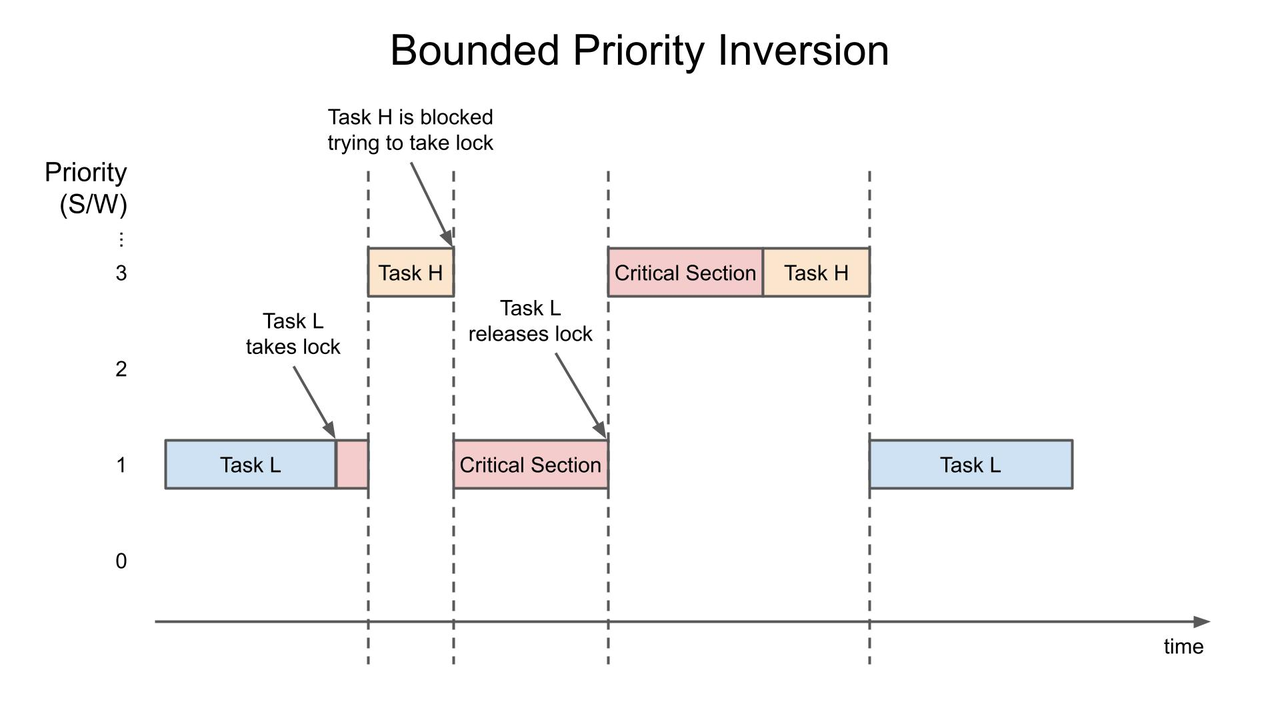 Bounded Priority Inversion
Task H is blocked
trying to take lock
Priority
(S/W)
⋮
3
Task H
Critical Section
Task H
Task L
releases lock
Task L
takes lock
2
1
Task L
Critical Section
Task L
0
time